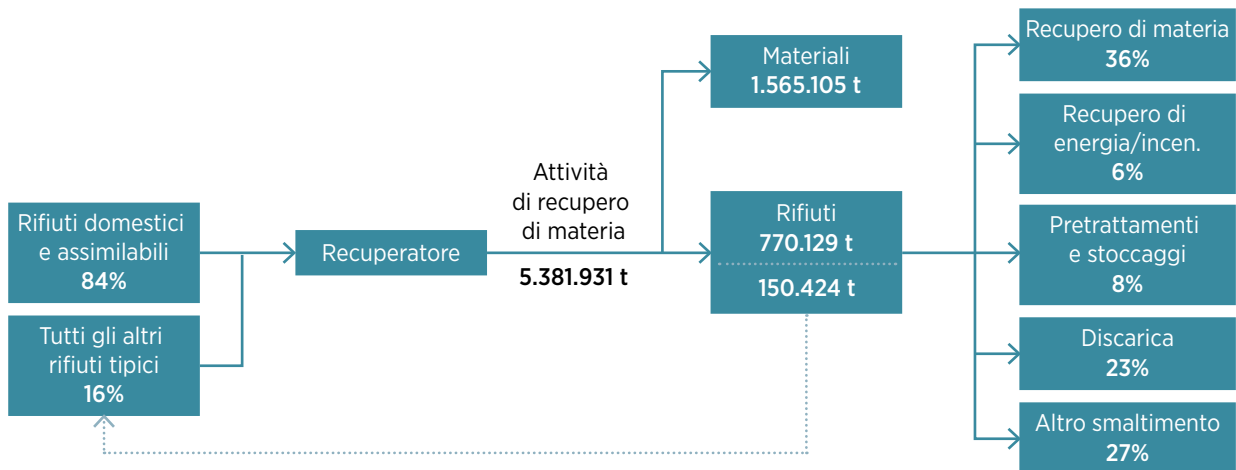 Rifiuti domestici
e assimilabili
84%
Tutti gli altri
rifiuti tipici
16%
Recuperatore
Attività
di recupero
di materia
5.381.931 t
Materiali
1.565.105 t
Rifiuti
770.129 t
150.424 t
Recupero di materia
36%
Recupero di
energia/incen.
6%
Pretrattamenti
e stoccaggi
8%
Discarica
23%
Altro smaltimento
27%